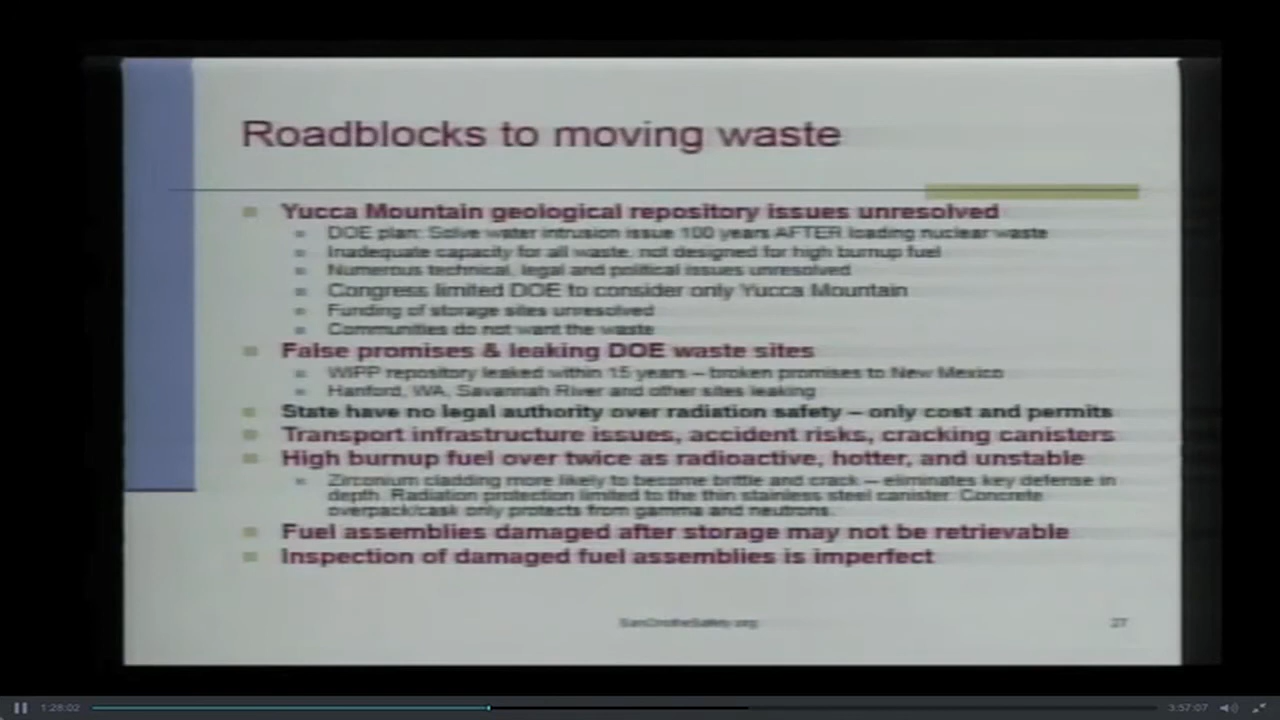 Roadblocks to moving waste
Yucca Mountain geological repository issues unresolved
DOE plan: Solve water intrusion issue 100 years AFTER loading nuclear waste
Inadequate capacity for all waste, not designed for high burnup fuel
Numerous technical, legal and political issues unresolved
Congress limited DOE to consider only Yucca Mountain
Funding of storage sites unresolved
Communities do not want the waste
False promises & leaking DOE waste sites
WIPP repository leaked within 15 years – broken promises to New Mexico
Hanford, WA, Savannah River and other sites leaking
State have no legal authority over radiation safety – only cost and permits
Transport infrastructure issues, accident risks, cracking canisters
High burnup fuel over twice as radioactive, hotter, and unstable
Zirconium cladding more likely to become brittle and crack – eliminates key defense in
depth. Radiation protection limited to the thin stainless steel canister. Concrete
overpack/cask only protects from gamma and neutrons.
Fuel assemblies damaged after storage may not be retrievable
Inspection of damaged fuel assemblies is imperfect
SanOnofreSafety.org
27
1:28:02
3:57:07